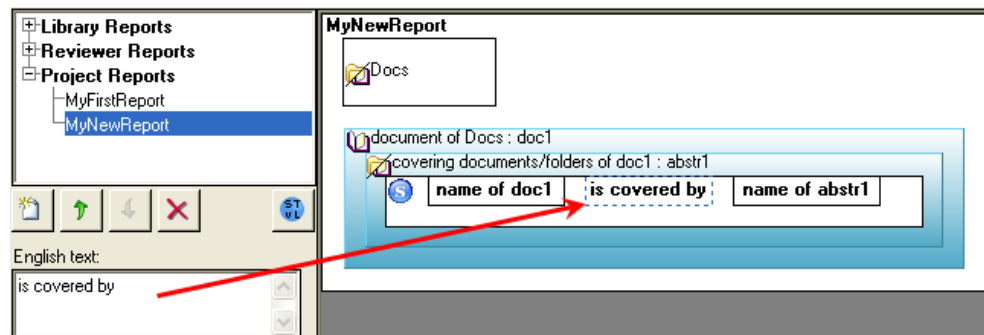 Library Reports
Reviewer Reports
Project Reports
MyFirstReport
MyNewReport
ST
YL
English text:
is covered by
MyNewReport
Docs
document of Docs : doc1
covering documents/folders of doc1 : abstr1
S name of doc1 is covered by name of abstr1